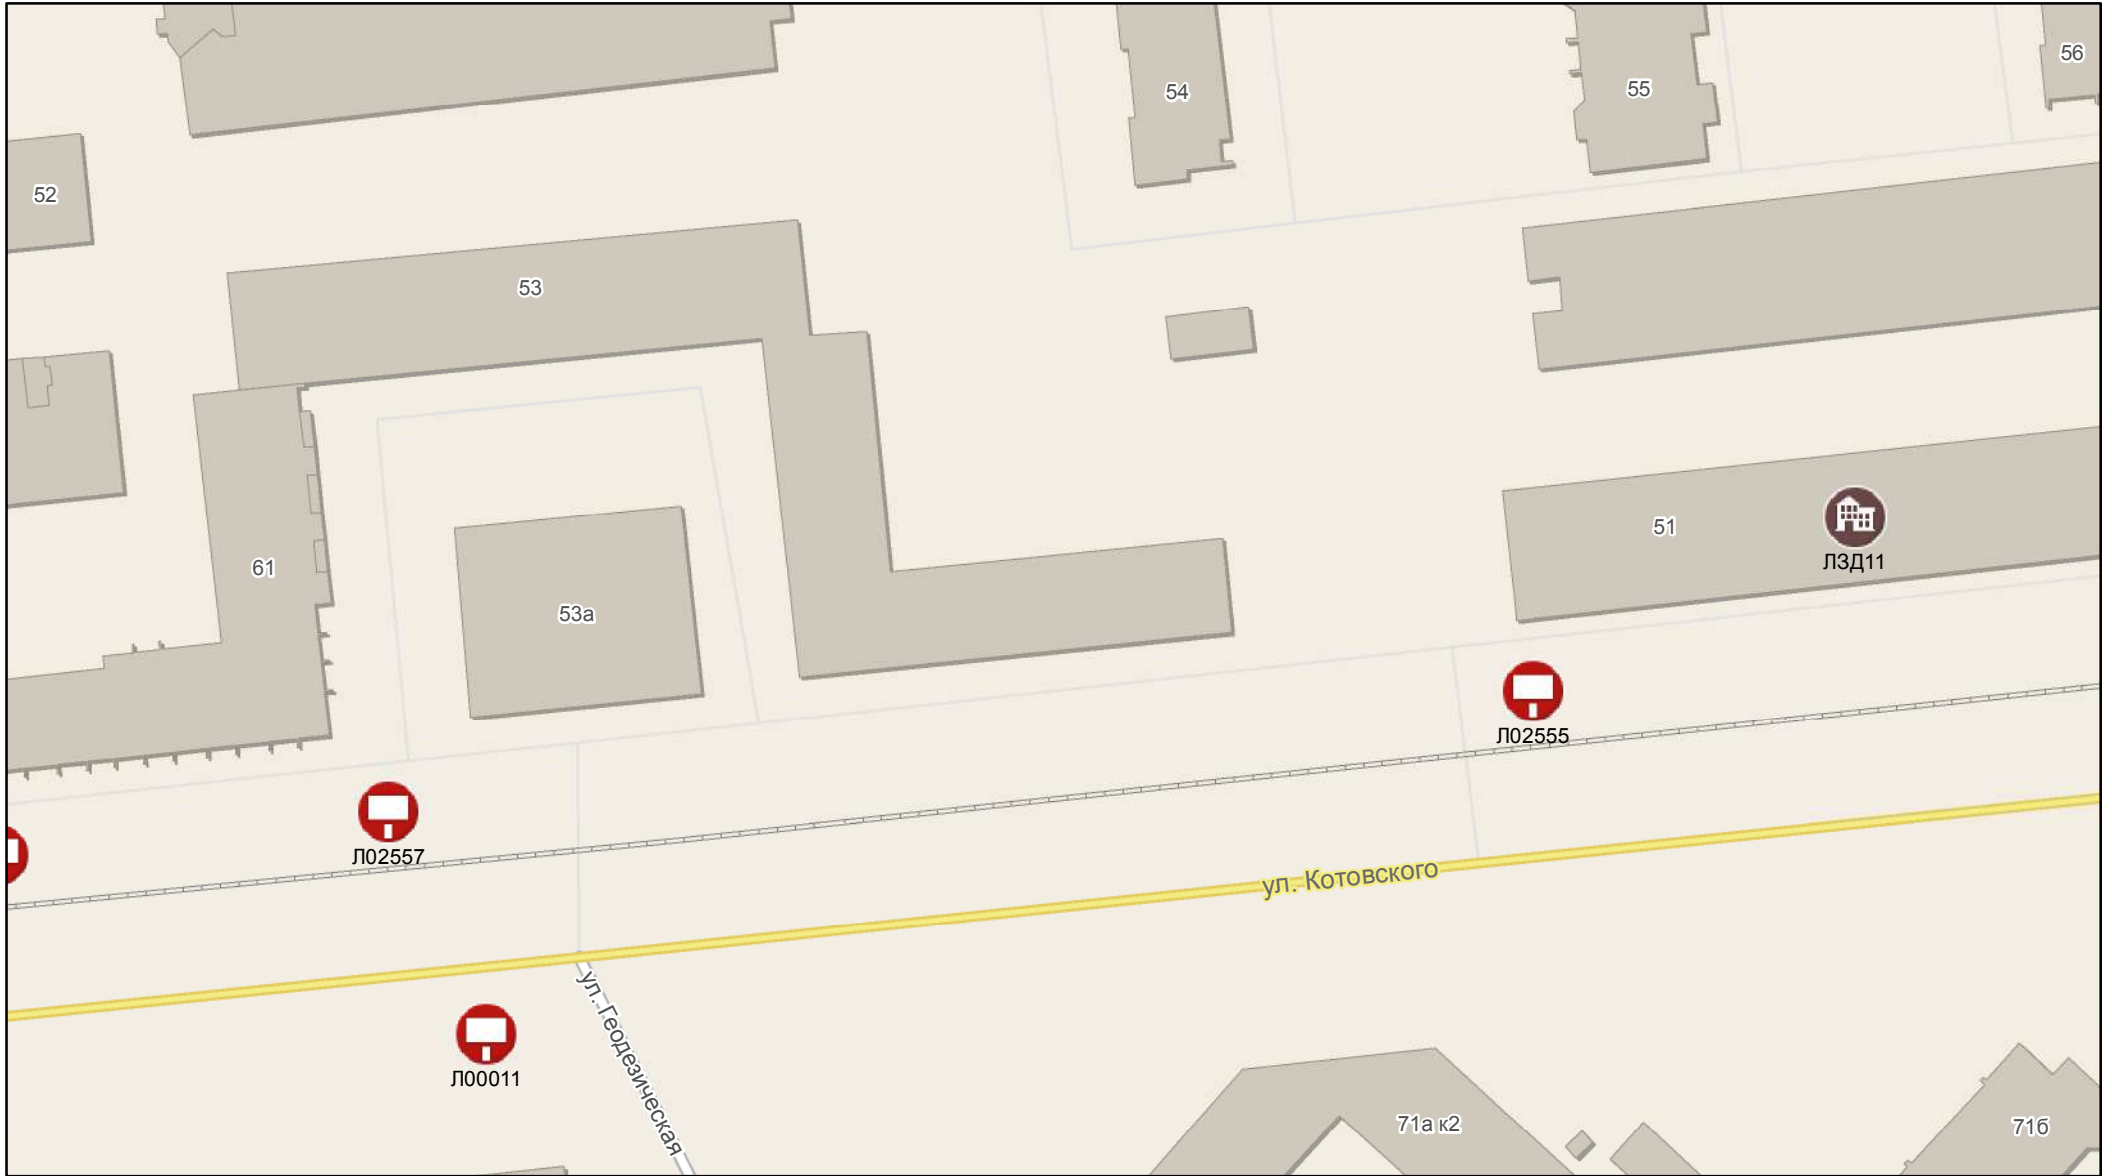 56
55
54
52
53
51
ЛЗД11
61
53а
Л02555
Л02557
ул. Котовского
ул. Геодезическая
Л00011
71а к2
71б